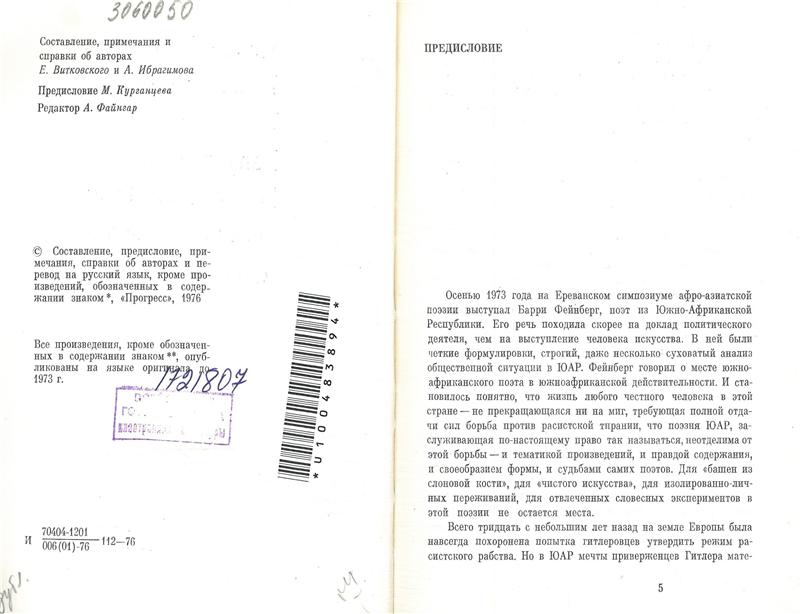 3060050
Составление, примечания и
справки об авторах
Е. Витковского и А. Ибрагимова
Предисловие М. Курганцева
Редактор А. Файнгар
© Составление, предисловие, при-
мечания, справки об авторах и пе-
ревод на русский язык, кроме про-
изведений, обозначенных в содер-
жании знаком *, «Прогресс», 1976
Все произведения, кроме обозначен-
ных в содержании знаком **, опуб-
ликованы на языке оригинала до
1973 г.
1721807
*U100483894*
И 70404-1201
006(01)-76 112—76
ПРЕДИСЛОВИЕ
Осенью 1973 года на Ереванском симпозиуме афро-азиатской
поэзии выступал Барри Фейнберг, поэт из Южно-Африканской
Республики. Его речь походила скорее на доклад политического
деятеля, чем на выступление человека искусства. В ней были
четкие формулировки, строгий, даже несколько суховатый анализ
общественной ситуации в ЮАР. Фейнберг говорил о месте южно-
африканского поэта в южноафриканской действительности. И ста-
новилось понятно, что жизнь любого честного человека в этой
стране — не прекращающаяся ни на миг, требующая полной отда-
чи сил борьба против расистской тирании, что поэзия ЮАР, за-
служивающая по-настоящему право так называться, неотделима от
этой борьбы — и тематикой произведений, и правдой содержания,
и своеобразием формы, и судьбами самих поэтов. Для «башен из
слоновой кости», для «чистого искусства», для изолированно-лич-
ных переживаний, для отвлеченных словесных экспериментов в
этой поэзии не остается места.
Всего тридцать с небольшим лет назад на земле Европы была
навсегда похоронена попытка гитлеровцев утвердить режим ра-
систского рабства. Но в ЮАР мечты приверженцев Гитлера мате-
5